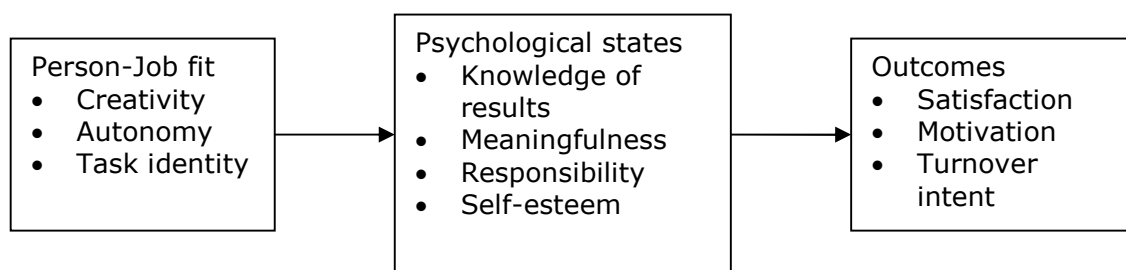 Person-Job fit
• Creativity
• Autonomy
• Task identity
Psychological states
• Knowledge of
results
• Meaningfulness
• Responsibility
• Self-esteem
Outcomes
• Satisfaction
• Motivation
• Turnover
intent